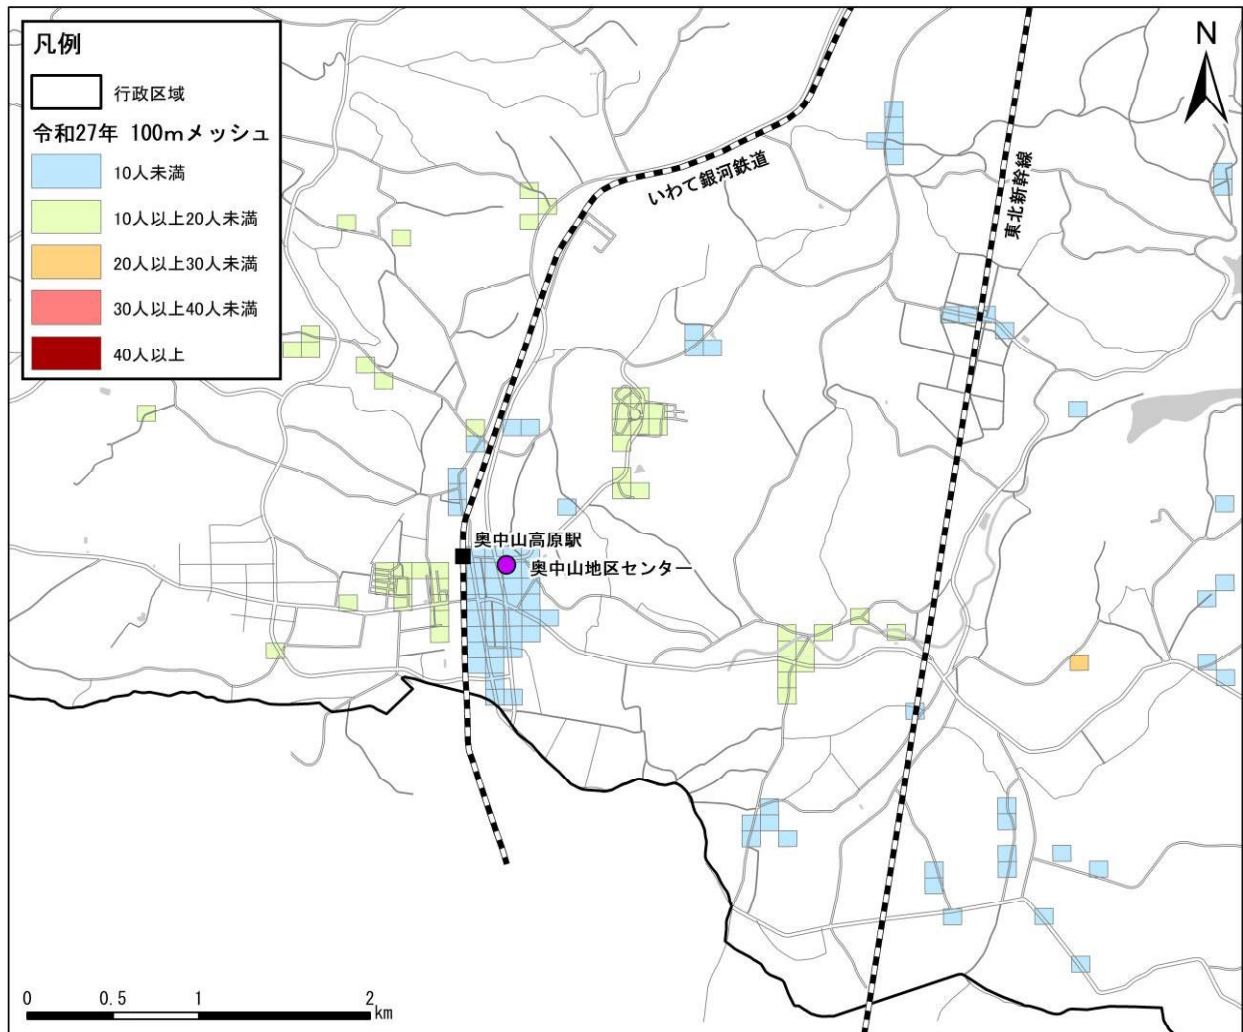 凡例
行政区域
令和27年 100mメッシュ
10人未満
10人以上20人未満
20人以上30人未満
30人以上40人未満
40人以上
N
いわて銀河鉄道
東北新幹線
奥中山高原駅
奥中山地区センター
0 0.5 1 2 km